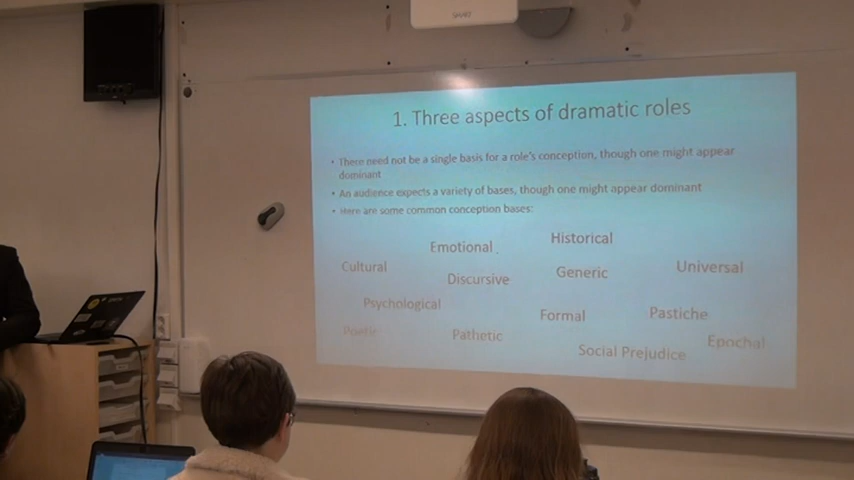 SMART
1. Three aspects of dramatic roles
• There need not be a single basis for a role's conception, though one might appear
dominant
• An audience expects a variety of bases, though one might appear dominant
• Here are some common conception bases:
Emotional
Historical
Cultural
Discursive
Generic
Universal
Psychological
Formal
Pastiche
Poetic
Pathetic
Social Prejudice
Epochal